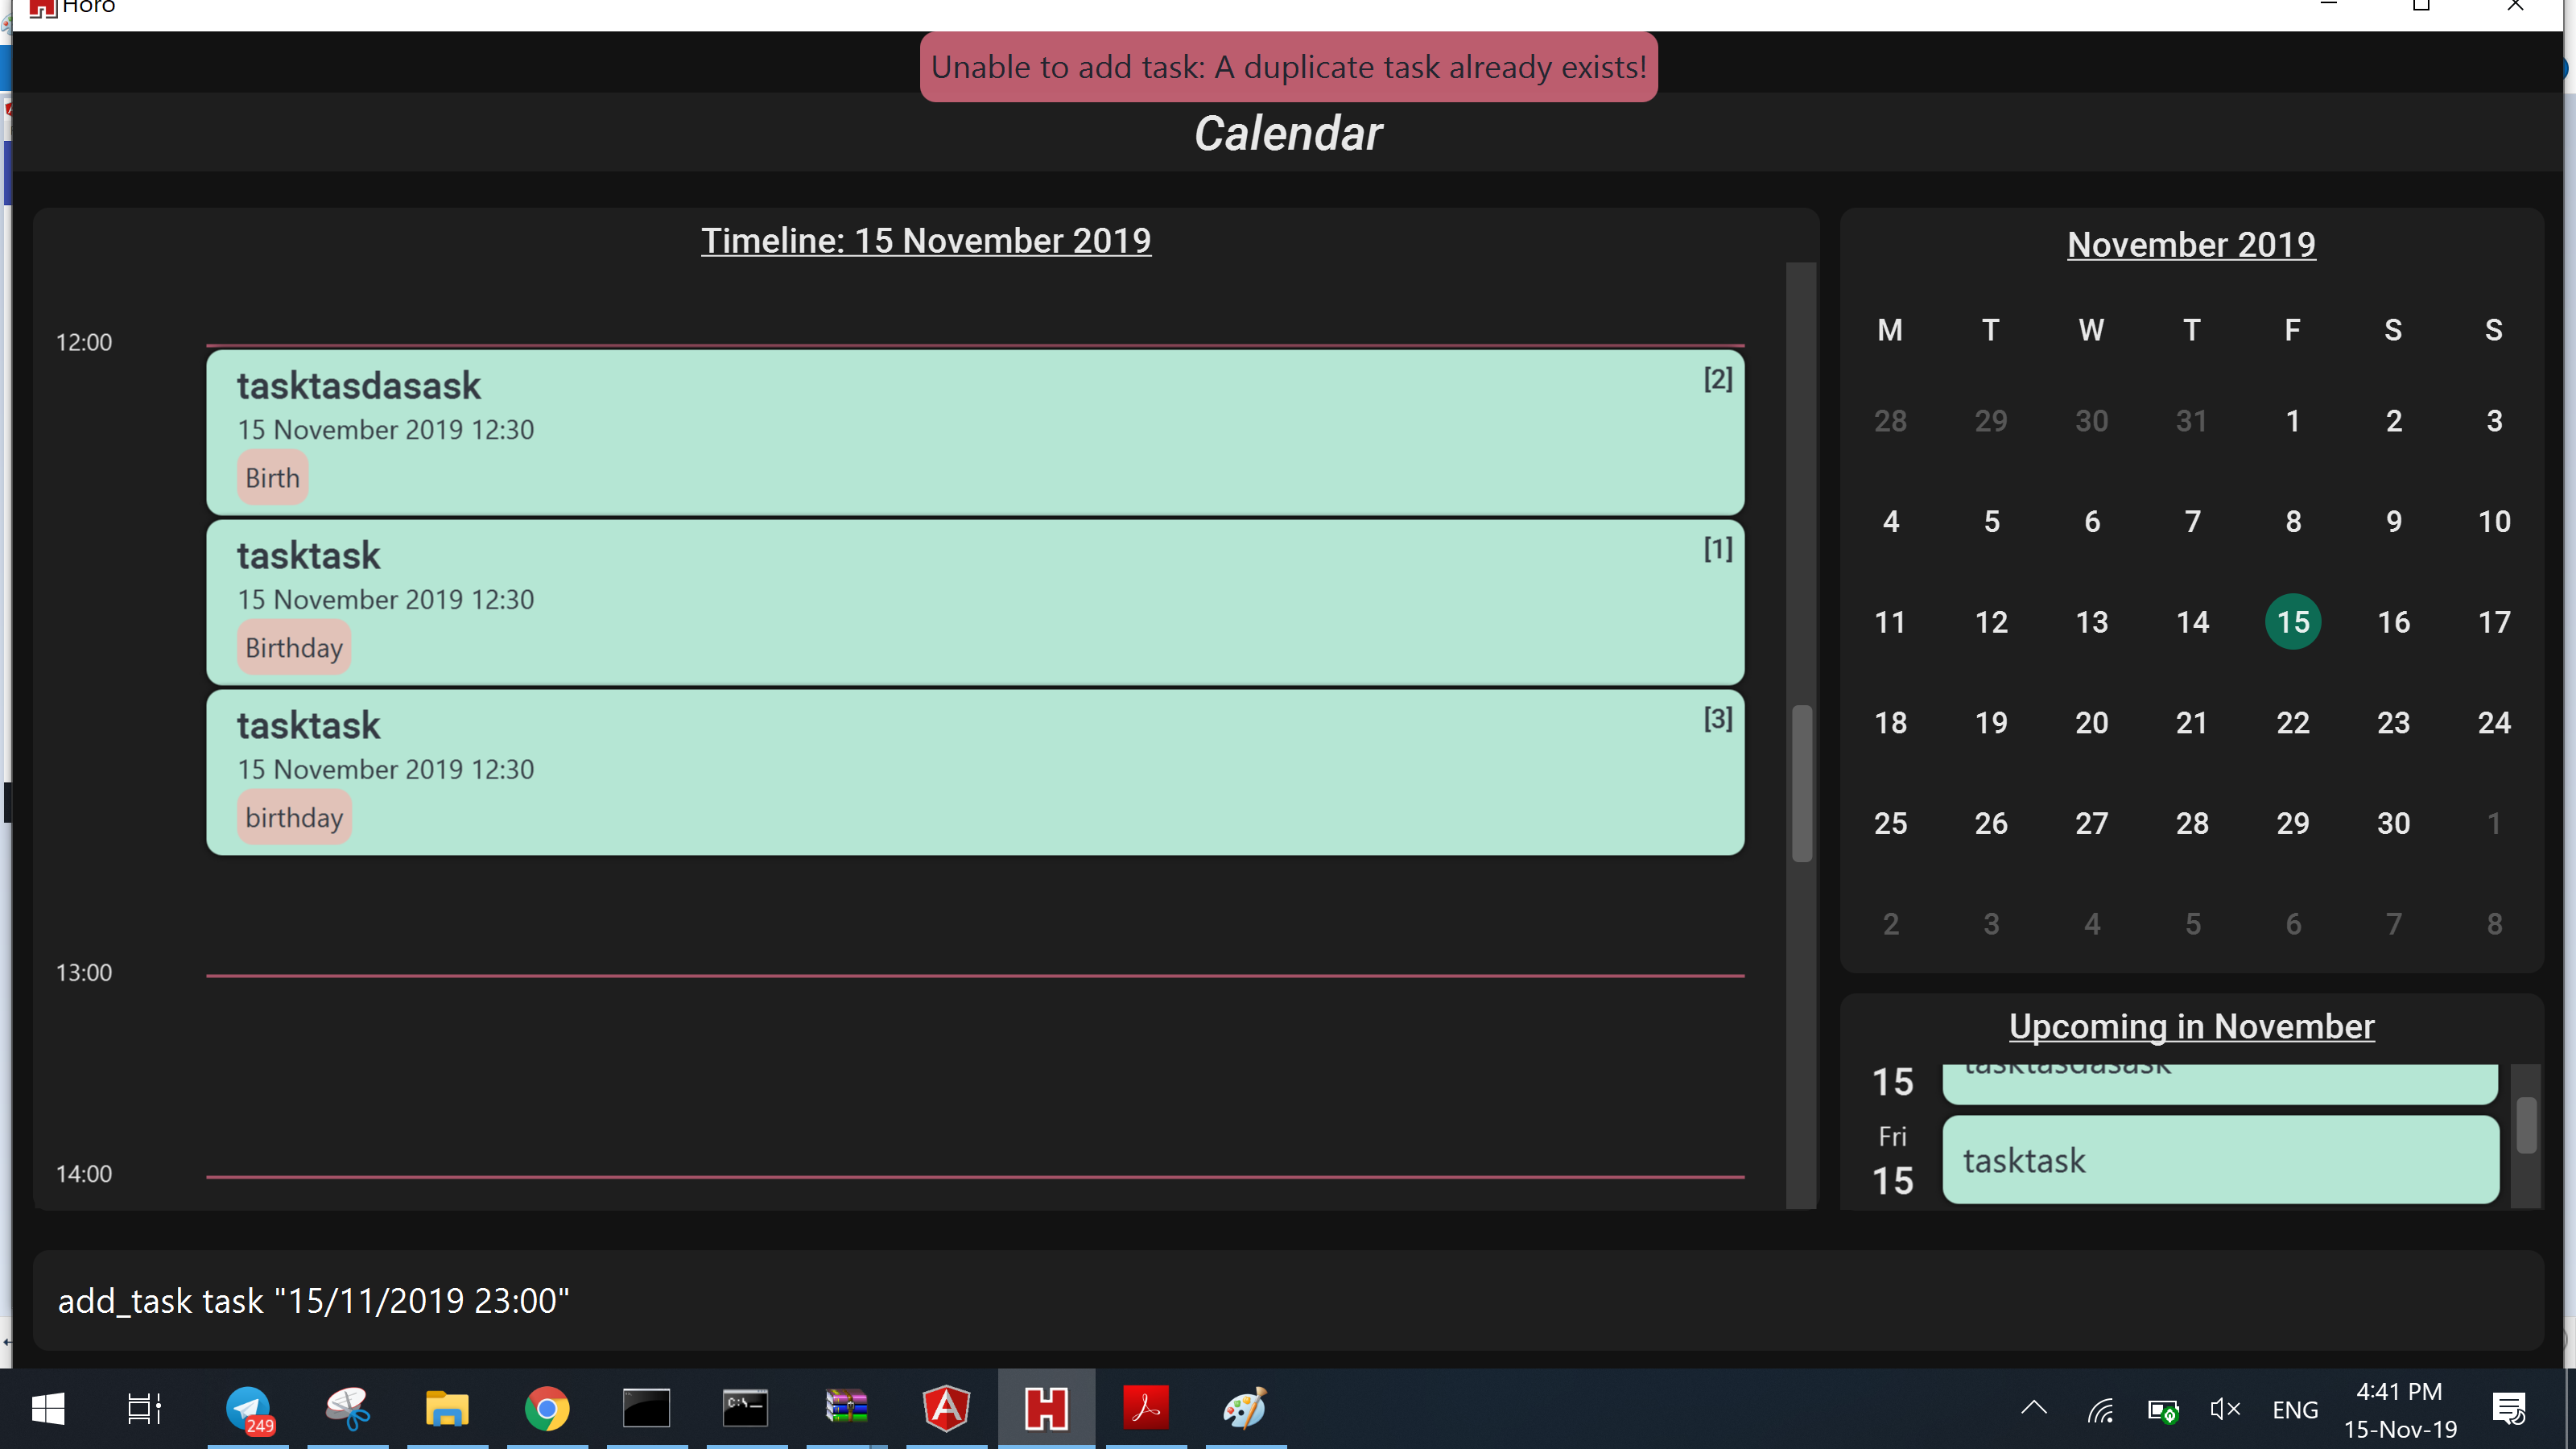 Horo
Unable to add task: A duplicate task already exists!
Calendar
Timeline: 15 November 2019
12:00
tasktasdasask
[2]
15 November 2019 12:30
Birth
tasktask
[1]
15 November 2019 12:30
Birthday
tasktask
[3]
15 November 2019 12:30
birthday
13:00
14:00
November 2019
M T W T F S S
28 29 30 31 1 2 3
4 5 6 7 8 9 10
11 12 13 14 15 16 17
18 19 20 21 22 23 24
25 26 27 28 29 30 1
2 3 4 5 6 7 8
Upcoming in November
15 tasktasdasask
Fri
15
tasktask
add_task task "15/11/2019 23:00"
249
C:\
ENG
4:41 PM
15-Nov-19